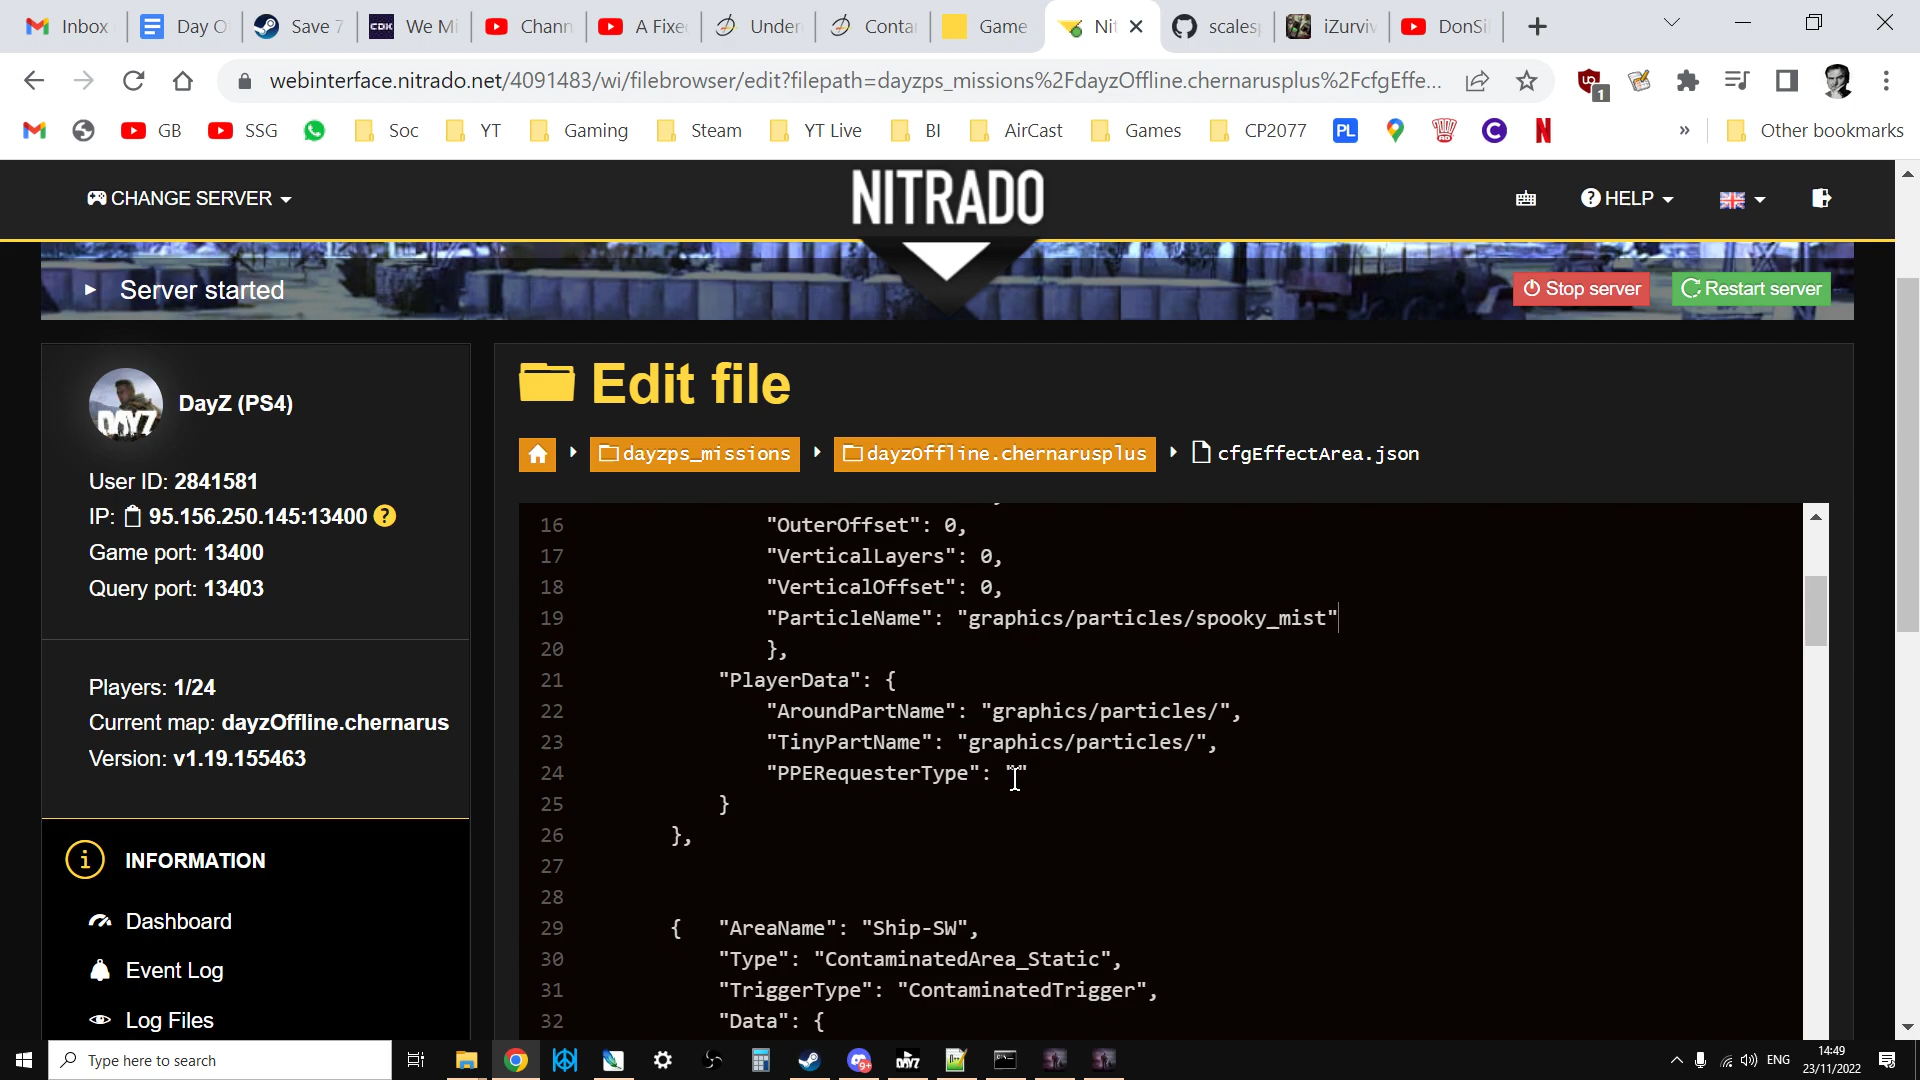 Inbox
Day O
Save 7
CDK
We Mi
Chann
A Fixe
Under
Contar
Game
Nit
scalesp
iZurviv
DonSi
webinterface.nitrado.net/4091483/wi/filebrowser/edit?filepath=dayzps_missions%2FdayzOffline.chernarusplus%2FcfgEffe...
1
GB
SSG
Soc
YT
Gaming
Steam
YT Live
BI
AirCast
Games
PL
CP2077
Other bookmarks
CHANGE SERVER
NITRADO
HELP
Server started
Stop server
Restart server
DayZ (PS4)
User ID: 2841581
IP: 95.156.250.145:13400
Game port: 13400
Query port: 13403
Players: 1/24
Current map: dayzOffline.chernarus
Version: v1.19.155463
INFORMATION
Dashboard
Event Log
Log Files
Edit file
dayzps_missions
dayzOffline.chernarusplus
cfgEffectArea.json
16 "OuterOffset": 0,
17 "VerticalLayers": 0,
18 "VerticalOffset": 0,
19 "ParticleName": "graphics/particles/spooky_mist"
20 },
21 "PlayerData": {
22 "AroundPartName": "graphics/particles/",
23 "TinyPartName": "graphics/particles/",
24 "PPERequesterType": ""
25 }
26 },
27
28
29 { "AreaName": "Ship-SW",
30 "Type": "ContaminatedArea_Static",
31 "TriggerType": "ContaminatedTrigger",
32 "Data": {
Type here to search
ENG
14:49
23/11/2022